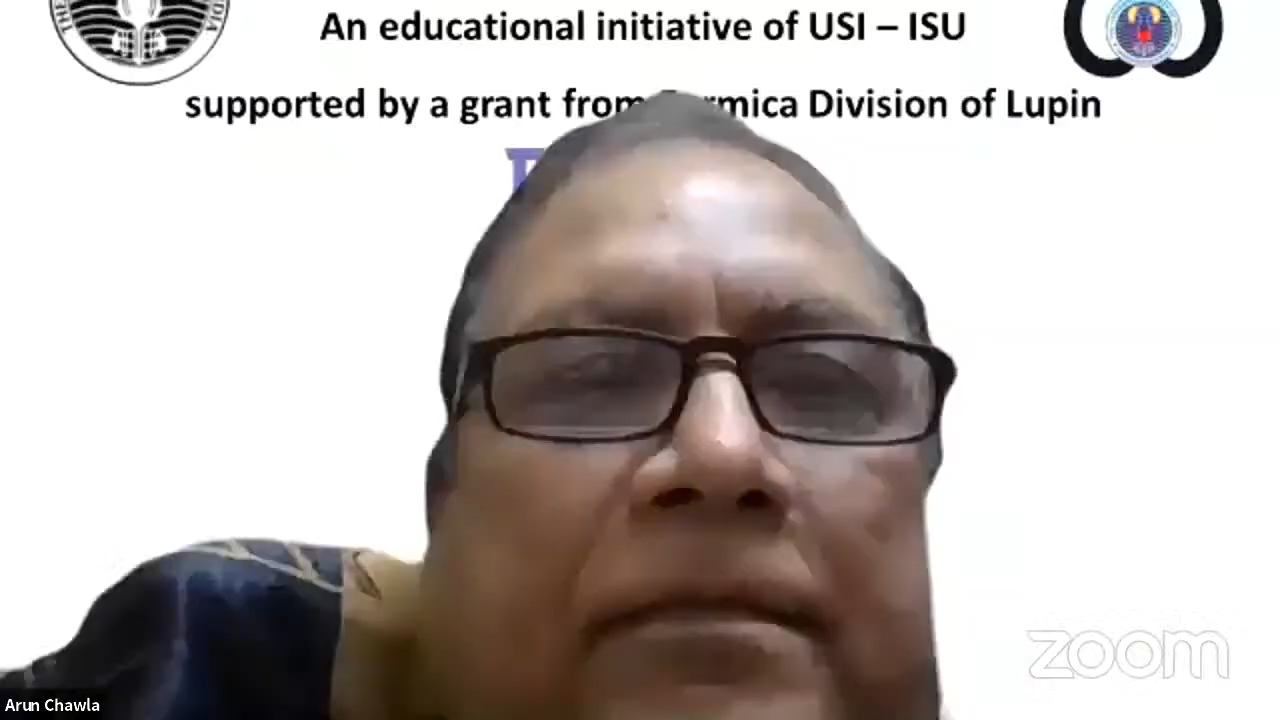 An educational initiative of USI – ISU
supported by a grant from Division of Lupin
zoom
Arun Chawla